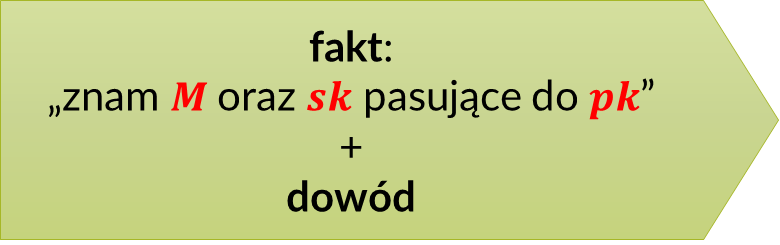 fakt:
„znam M oraz sk pasujące do pk”
+
dowód